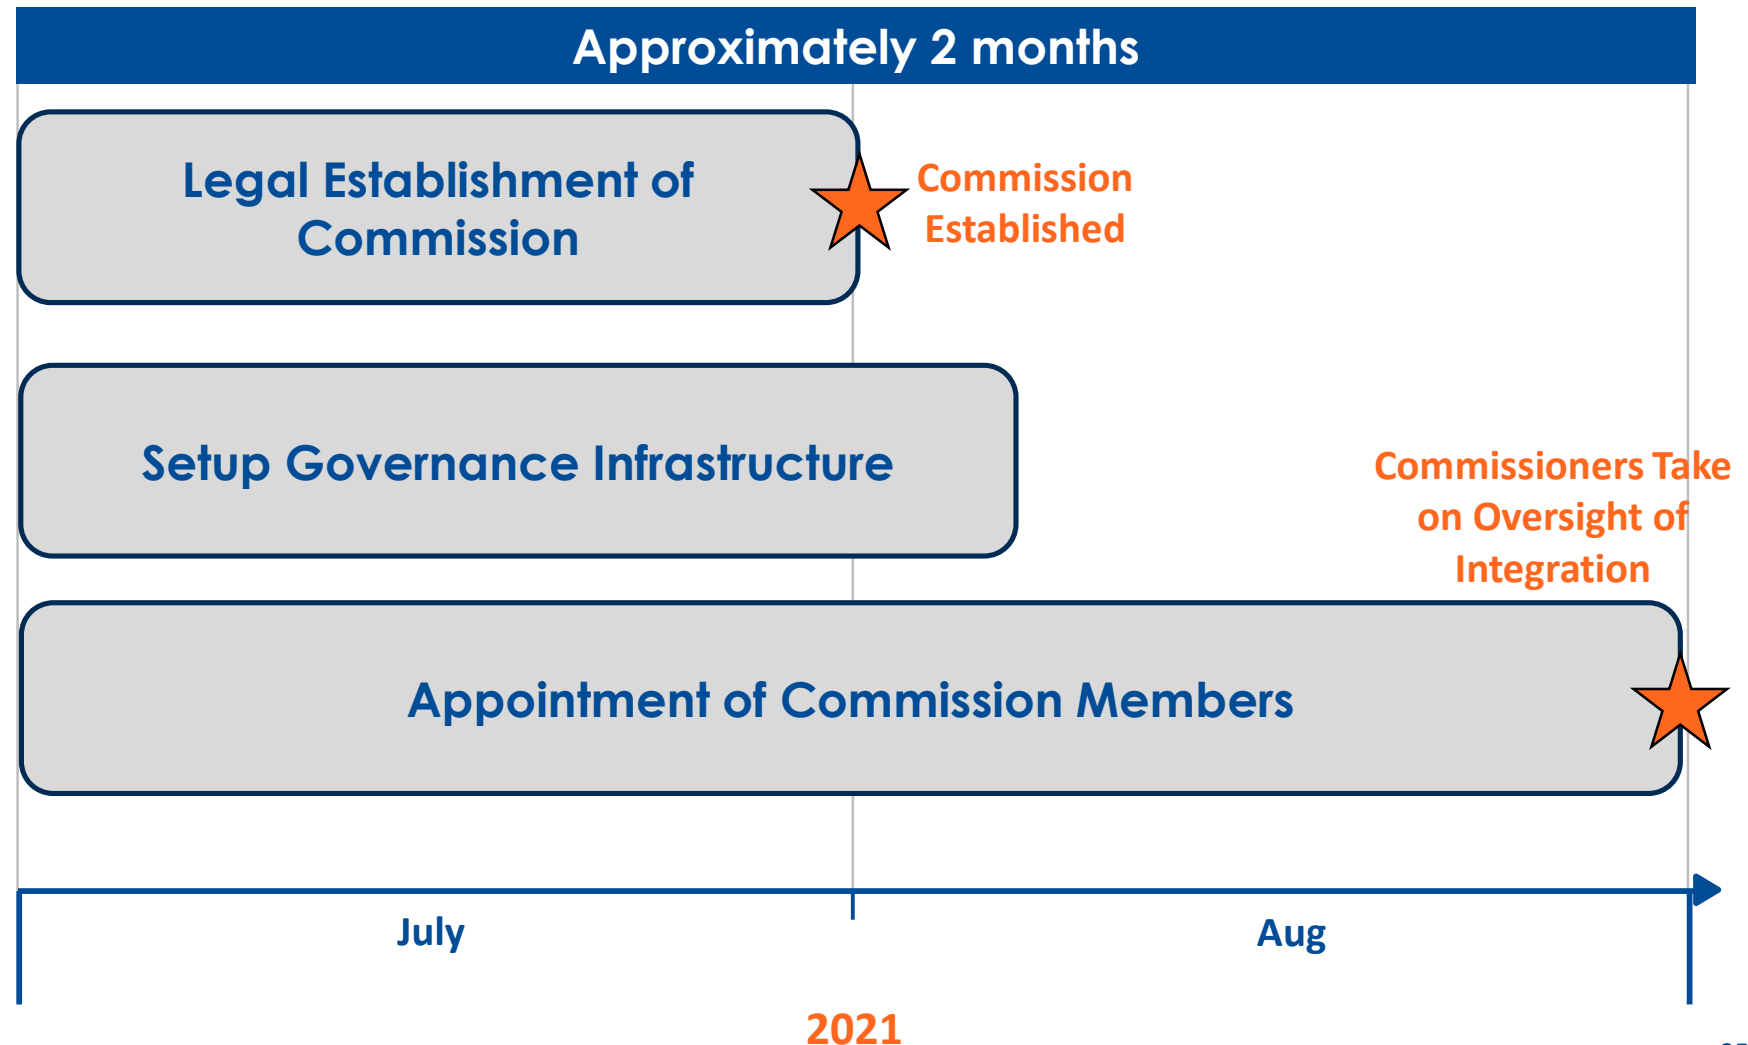 Approximately 2 months
Legal Establishment of
Commission
Commission
Established
Setup Governance Infrastructure
Commissioners Take
on Oversight of
Integration
Appointment of Commission Members
July
Aug
2021